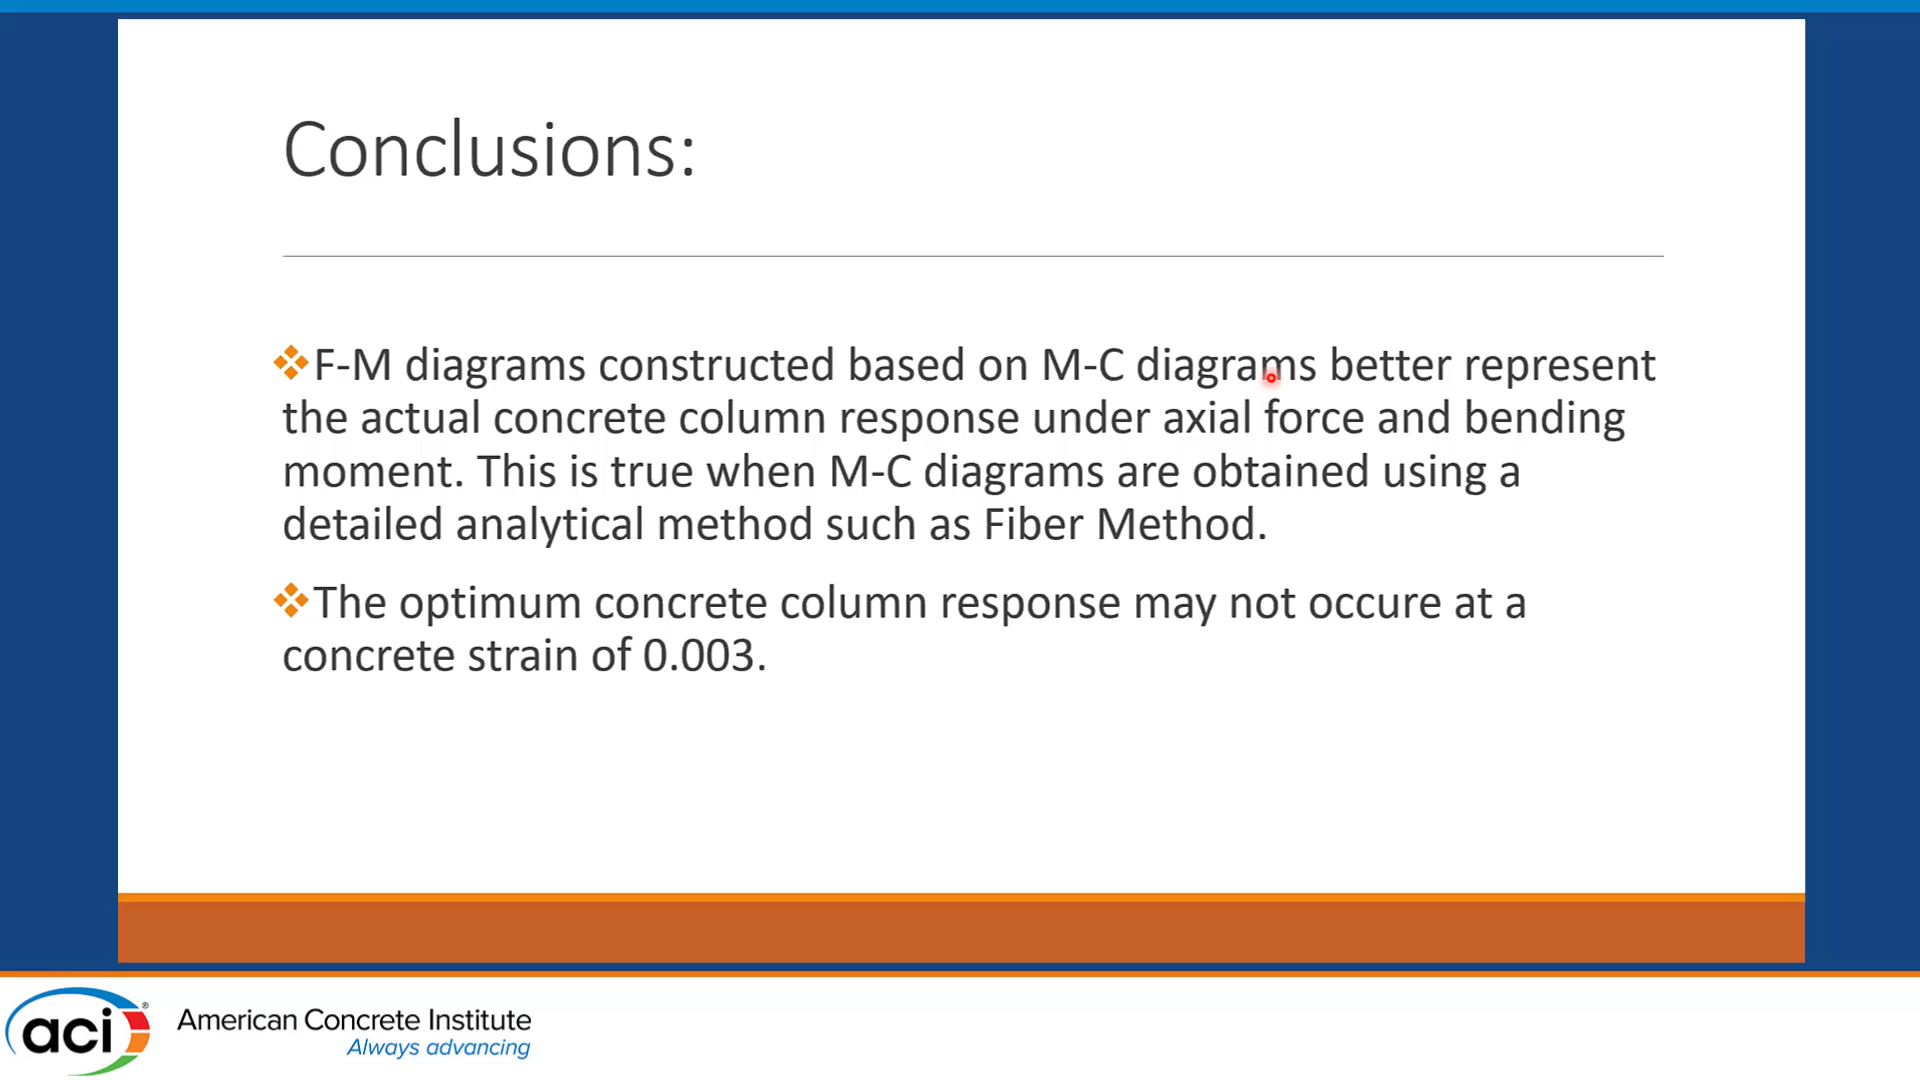 Conclusions:
❖F-M diagrams constructed based on M-C diagrams better represent
the actual concrete column response under axial force and bending
moment. This is true when M-C diagrams are obtained using a
detailed analytical method such as Fiber Method.
❖The optimum concrete column response may not occure at a
concrete strain of 0.003.
aci®
American Concrete Institute
Always advancing